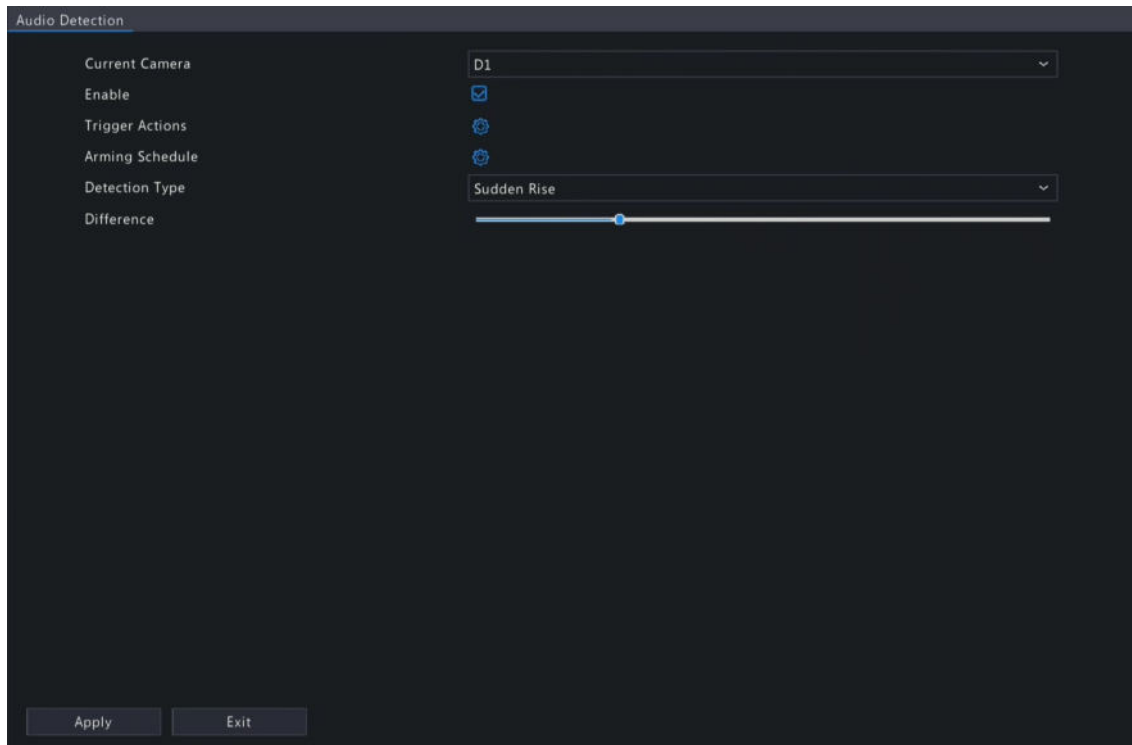 Audio Detection
Current Camera D1
Enable
Trigger Actions
Arming Schedule
Detection Type Sudden Rise
Difference
Apply Exit